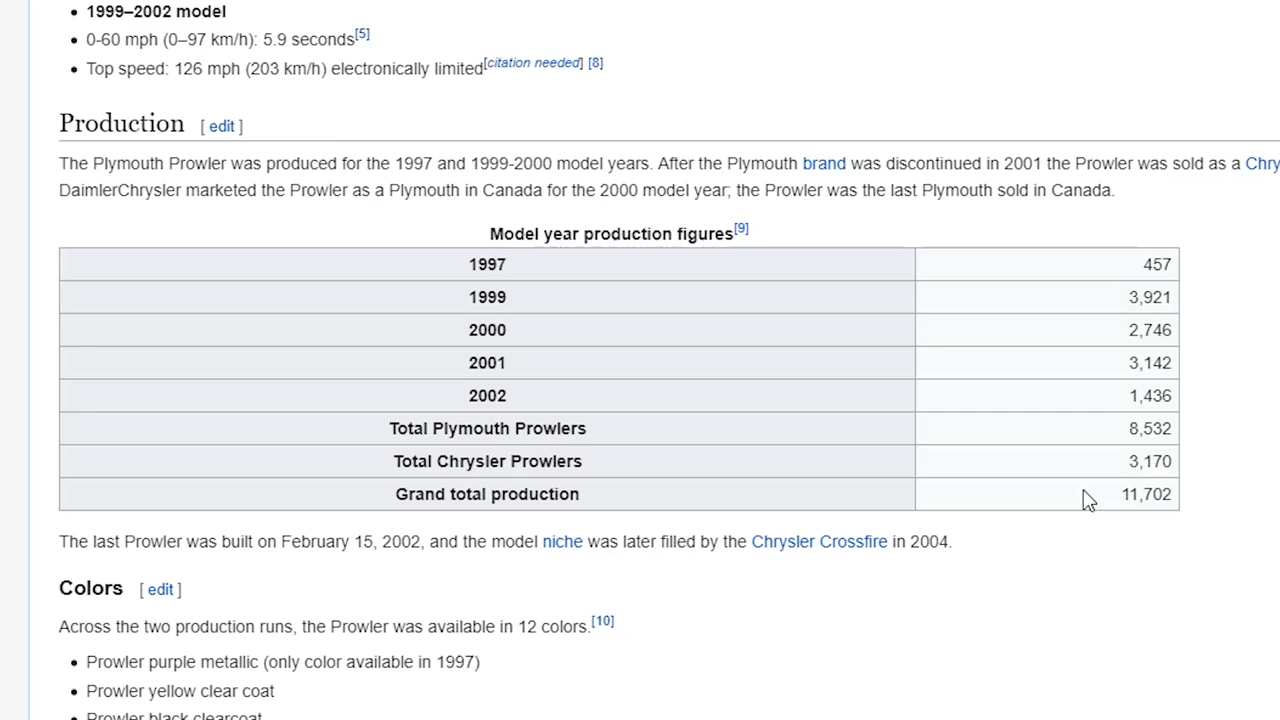 1999–2002 model
0-60 mph (0–97 km/h): 5.9 seconds[5]
Top speed: 126 mph (203 km/h) electronically limited[citation needed] [8]
Production [ edit ]
The Plymouth Prowler was produced for the 1997 and 1999-2000 model years. After the Plymouth brand was discontinued in 2001 the Prowler was sold as a Chry
DaimlerChrysler marketed the Prowler as a Plymouth in Canada for the 2000 model year; the Prowler was the last Plymouth sold in Canada.
Model year production figures[9]
1997 457
1999 3,921
2000 2,746
2001 3,142
2002 1,436
Total Plymouth Prowlers 8,532
Total Chrysler Prowlers 3,170
Grand total production 11,702
The last Prowler was built on February 15, 2002, and the model niche was later filled by the Chrysler Crossfire in 2004.
Colors [ edit ]
Across the two production runs, the Prowler was available in 12 colors.[10]
Prowler purple metallic (only color available in 1997)
Prowler yellow clear coat
Prowler black clearcoat